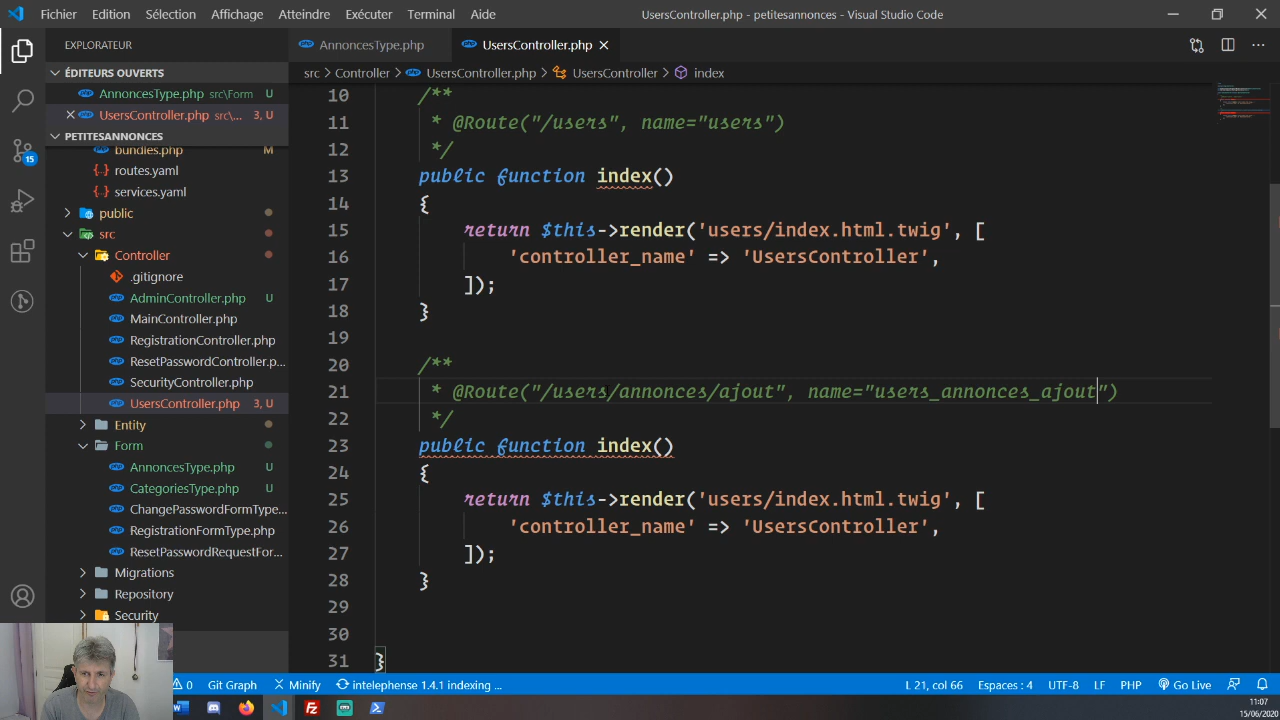 Fichier Edition Sélection Affichage Atteindre Exécuter Terminal Aide UsersController.php - petitesannonces - Visual Studio Code
EXPLORATEUR
ÉDITEURS OUVERTS
AnnoncesType.php src\Form U
UsersController.php src\... 3, U
PETITESANNONCES
bundles.php M
routes.yaml
services.yaml
public
src
Controller
.gitignore
AdminController.php U
MainController.php
RegistrationController.php
ResetPasswordController.p...
SecurityController.php
UsersController.php 3, U
Entity
Form
AnnoncesType.php U
CategoriesType.php U
ChangePasswordFormType...
RegistrationFormType.php
ResetPasswordRequestFor...
Migrations
Repository
Security
15
AnnoncesType.php UsersController.php
src > Controller > UsersController.php > UsersController > index
10 /**
11 * @Route("/users", name="users")
12 */
13 public function index()
14 {
15 return $this->render('users/index.html.twig', [
16 'controller_name' => 'UsersController',
17 ]);
18 }
19
20 /**
21 * @Route("/users/annonces/ajout", name="users_annonces_ajout")
22 */
23 public function index()
24 {
25 return $this->render('users/index.html.twig', [
26 'controller_name' => 'UsersController',
27 ]);
28 }
29
30
31 }
0 Git Graph Minify intelephense 1.4.1 indexing ... L 21, col 66 Espaces : 4 UTF-8 LF PHP Go Live
11:07
15/06/2020